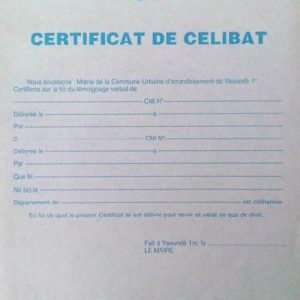 CERTIFICAT DE CELIBAT
Nous soussigné Mairie de la Commune Urbaine d'arrondissement de Yaoundé 1er
Certifions sur la foi du témoignage verbal de
CNI N°
Délivrée le à
Par
2 CNI N°
Délivrée le à
Par
Que b/
Né (e) le
Département de est célibataire
En foi de quoi le présent Certificat lui est délivré pour servir et valoir ce que de droit.
Fait à Yaoundé 1er, le
LE MAIRE